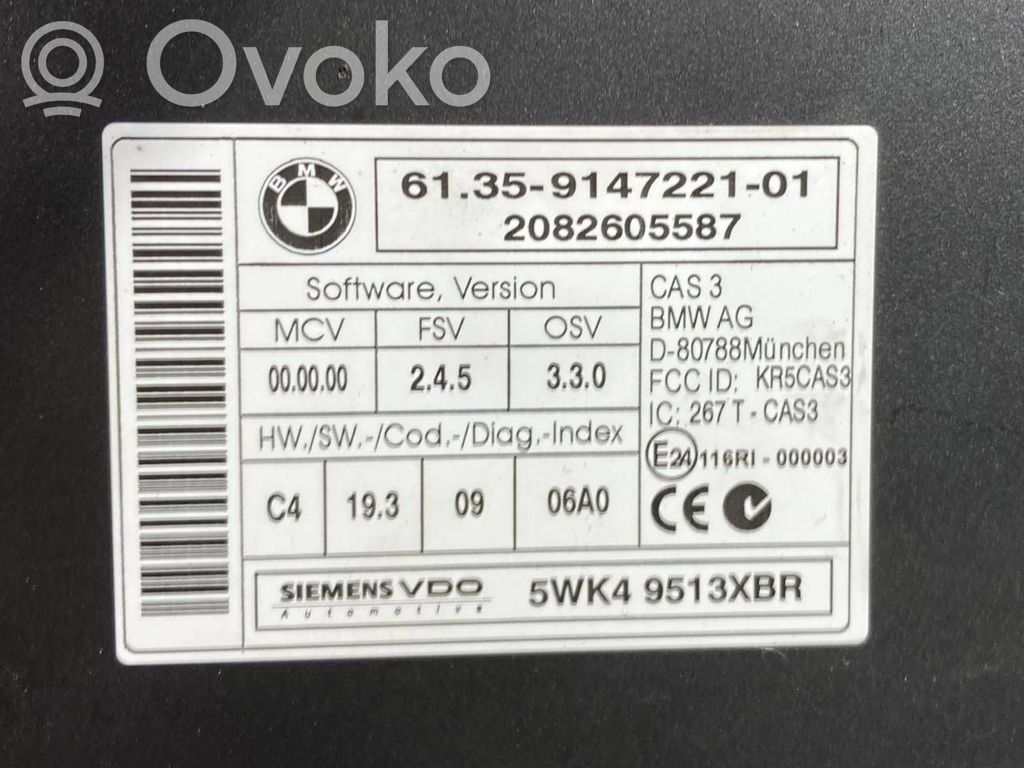 Ovoko
BMW
61.35-9147221-01
2082605587
Software, Version
MCV FSV OSV
00.00.00 2.4.5 3.3.0
HW./SW.-/Cod.-/Diag.-Index
C4 19.3 09 06A0
CAS 3
BMW AG
D-80788München
FCC ID: KR5CAS3
IC: 267 T - CAS3
E24 116RI - 000003
CE
SIEMENS VDO
Automotive
5WK4 9513XBR